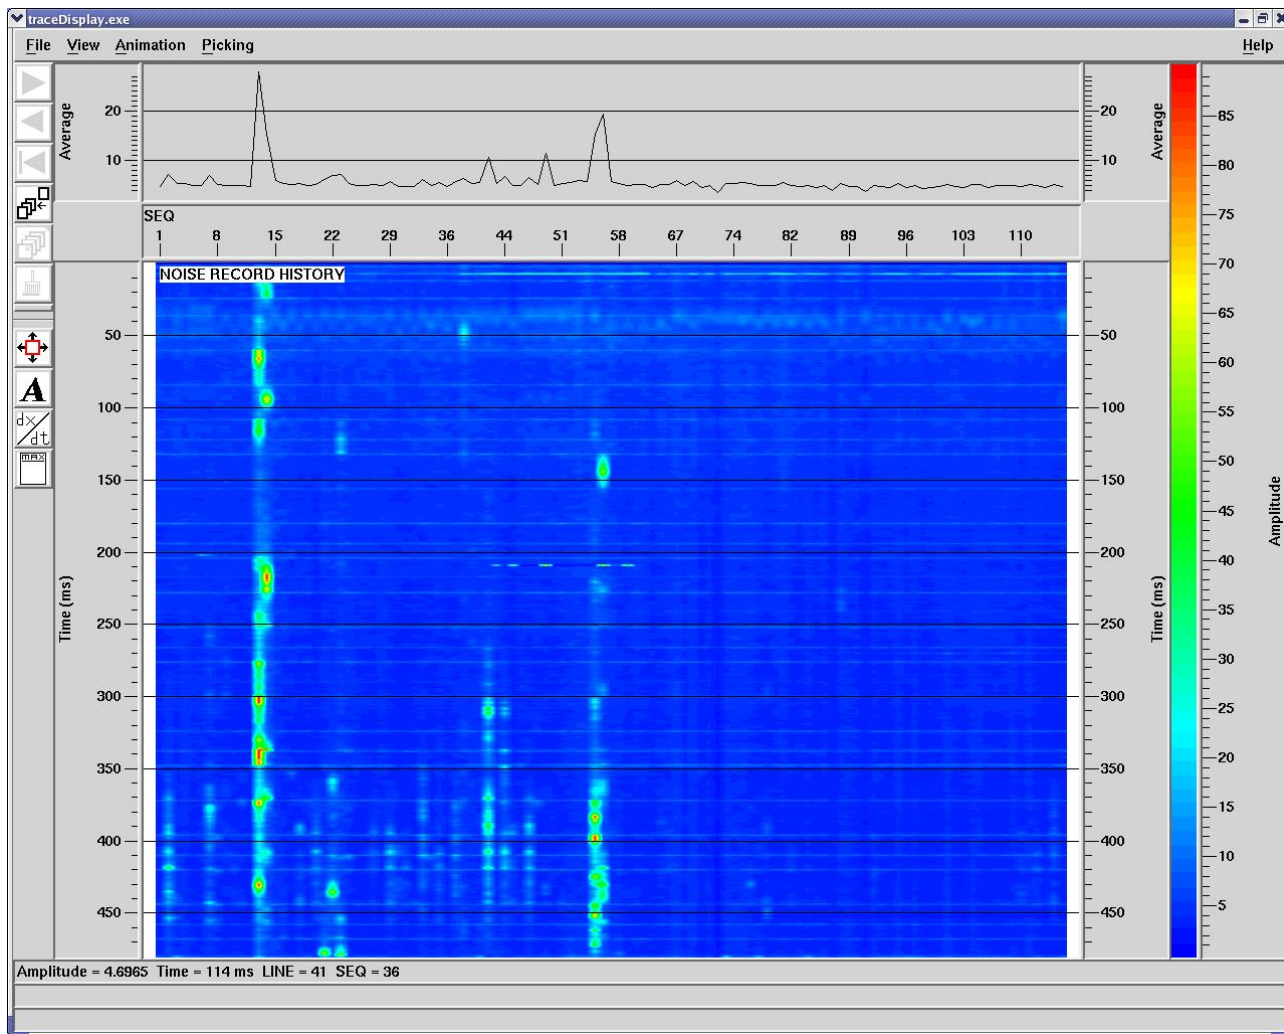 traceDisplay.exe
File View Animation Picking Help
Average
20
10
20
10
Average
SEQ
1 8 15 22 29 36 44 51 58 67 74 82 89 96 103 110
NOISE RECORD HISTORY
Time (ms)
50
100
150
200
250
300
350
400
450
50
100
150
200
250
300
350
400
450
Time (ms)
85
80
75
70
65
60
55
50
45
40
35
30
25
20
15
10
5
Amplitude
A
dx/dt
MAX
Amplitude = 4.6965 Time = 114 ms LINE = 41 SEQ = 36